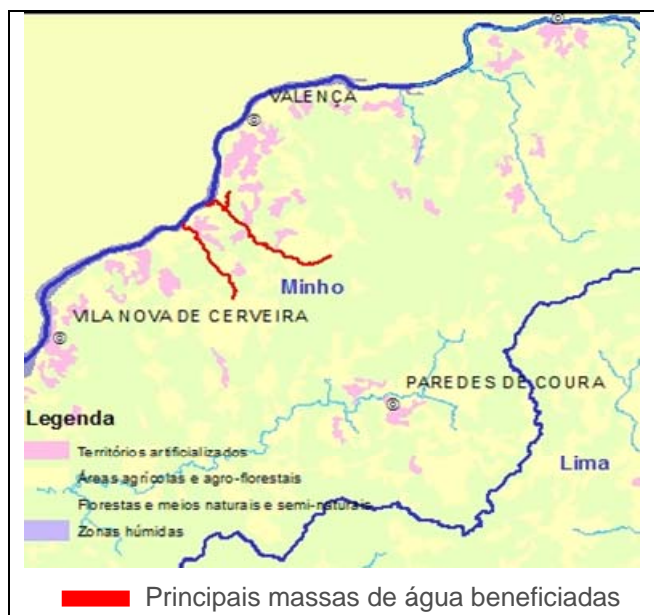 VALENÇA
Minho
VILA NOVA DE CERVEIRA
PAREDES DE COURA
Legenda
Lima
Territórios artificializados
Áreas agrícolas e agro-florestais
Florestas e meios naturais e semi-naturais
Zonas húmidas
Principais massas de água beneficiadas